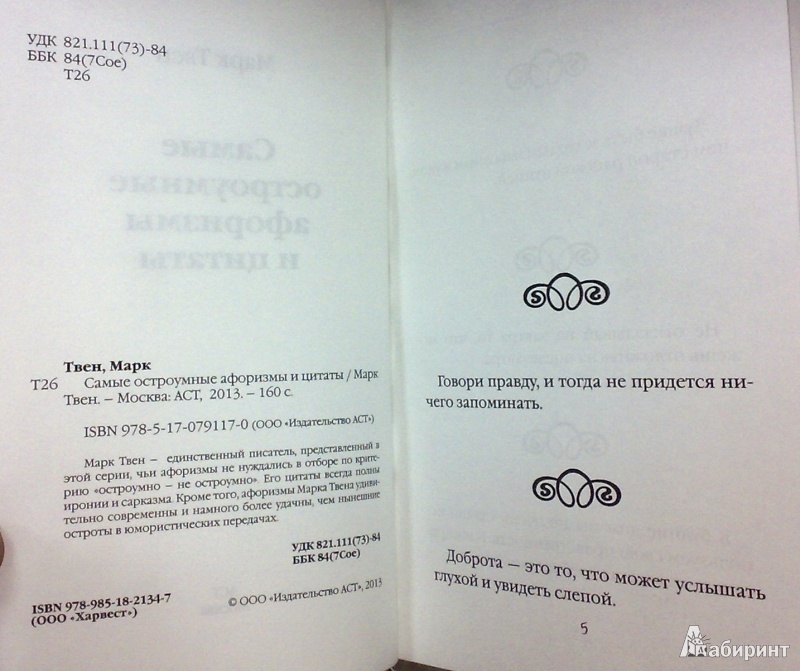 УДК 821.111(73)-84
ББК 84(7Сое)
Т26
Твен, Марк
Т26 Самые остроумные афоризмы и цитаты / Марк
Твен. – Москва: АСТ, 2013. – 160 с.
ISBN 978-5-17-079117-0 (ООО «Издательство АСТ»)
Марк Твен – единственный писатель, представленный в
этой серии, чьи афоризмы не нуждались в отборе по крите-
рию «остроумно – не остроумно». Его цитаты всегда полны
иронии и сарказма. Кроме того, афоризмы Марка Твена удиви-
тельно современны и намного более удачны, чем нынешние
остроты в юмористических передачах.
УДК 821.111(73)-84
ББК 84(7Сое)
ISBN 978-985-18-2134-7
(ООО «Харвест»)
© ООО «Издательство АСТ», 2013
Говори правду, и тогда не придется ни-
чего запоминать.
Доброта — это то, что может услышать
глухой и увидеть слепой.
5
Лабиринт